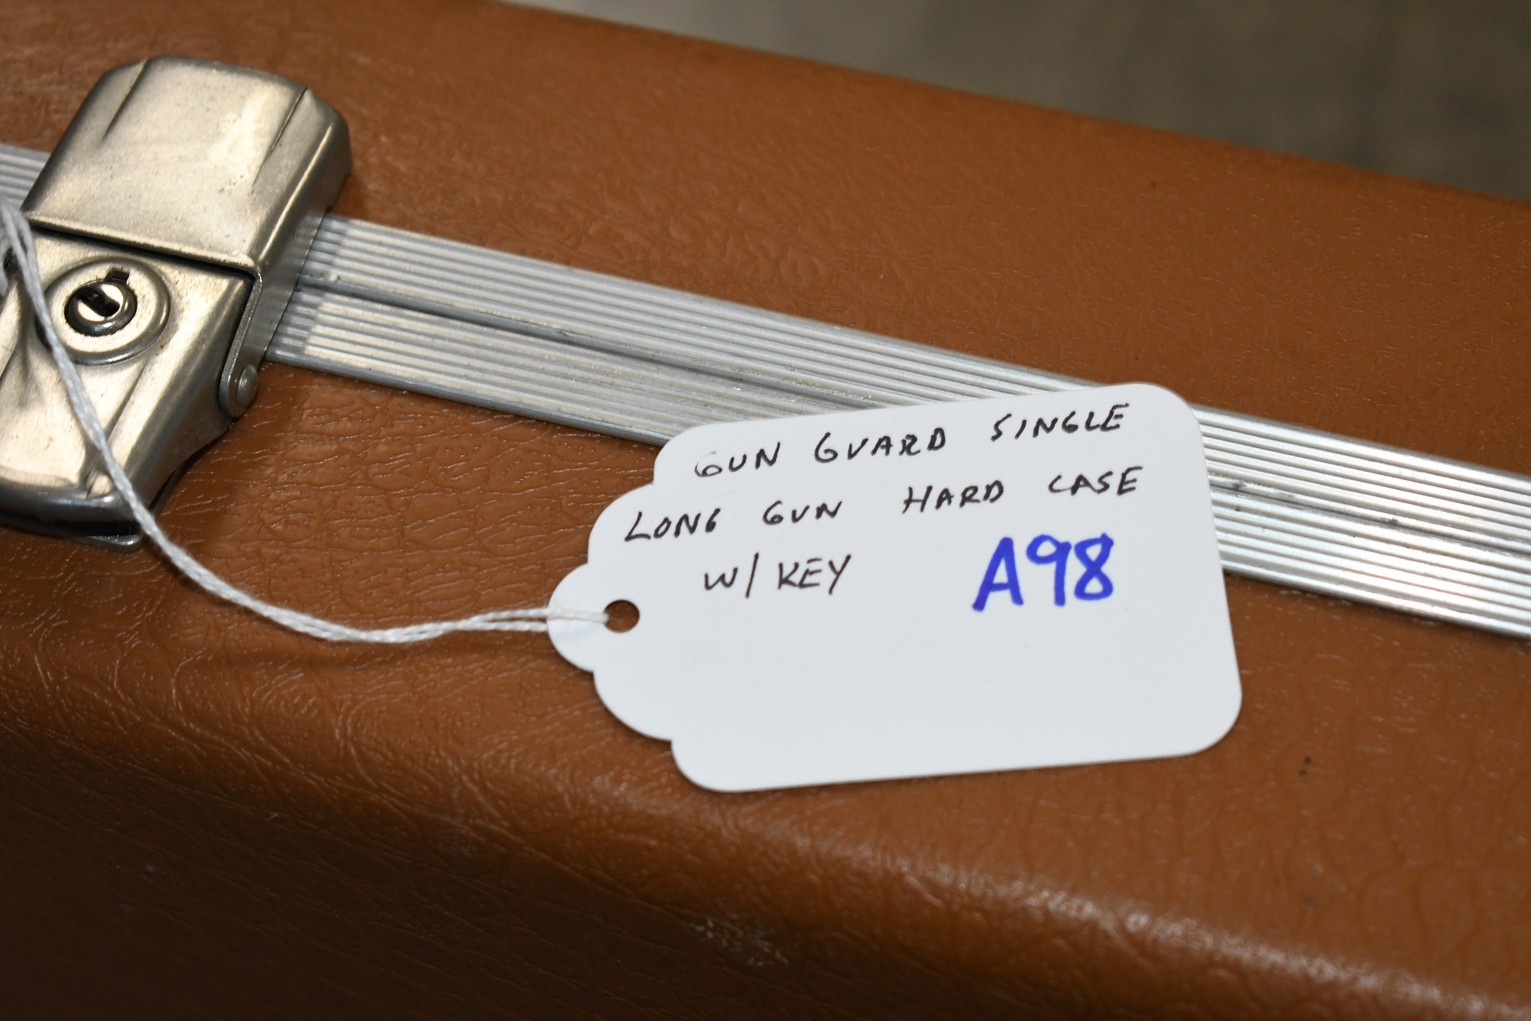 GUN GUARD SINGLE
LONG GUN HARD CASE
W/ KEY A98